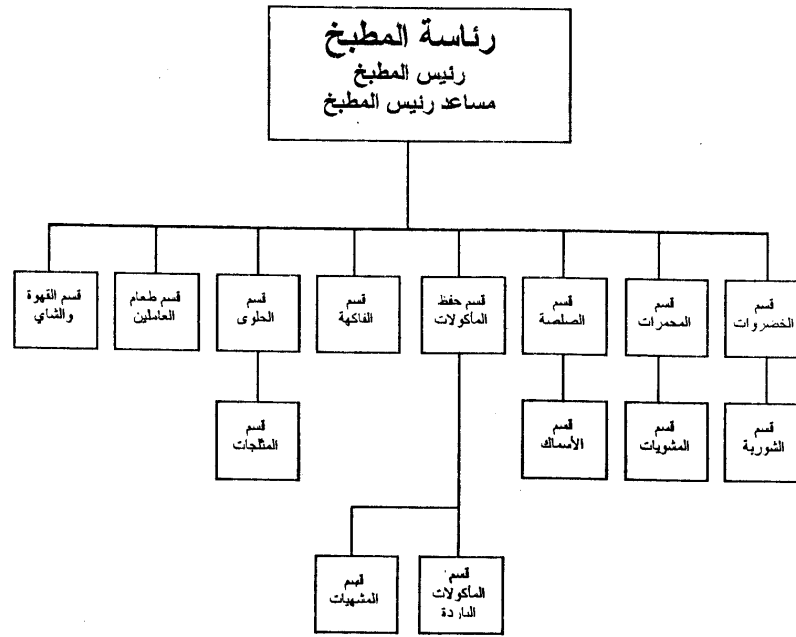 رئاسة المطبخ
رئيس المطبخ
مساعد رئيس المطبخ
قسم
الخضروات
قسم
المحمرات
قسم
الصلصة
قسم حفظ
المأكولات
قسم
الفاكهة
قسم
الحلوى
قسم طعام
العاملين
قسم القهوة
والشاي
قسم
الشوربة
قسم
المشويات
قسم
الأسماك
قسم
المثلجات
قسم
المأكولات
الباردة
قسم
المشهيات